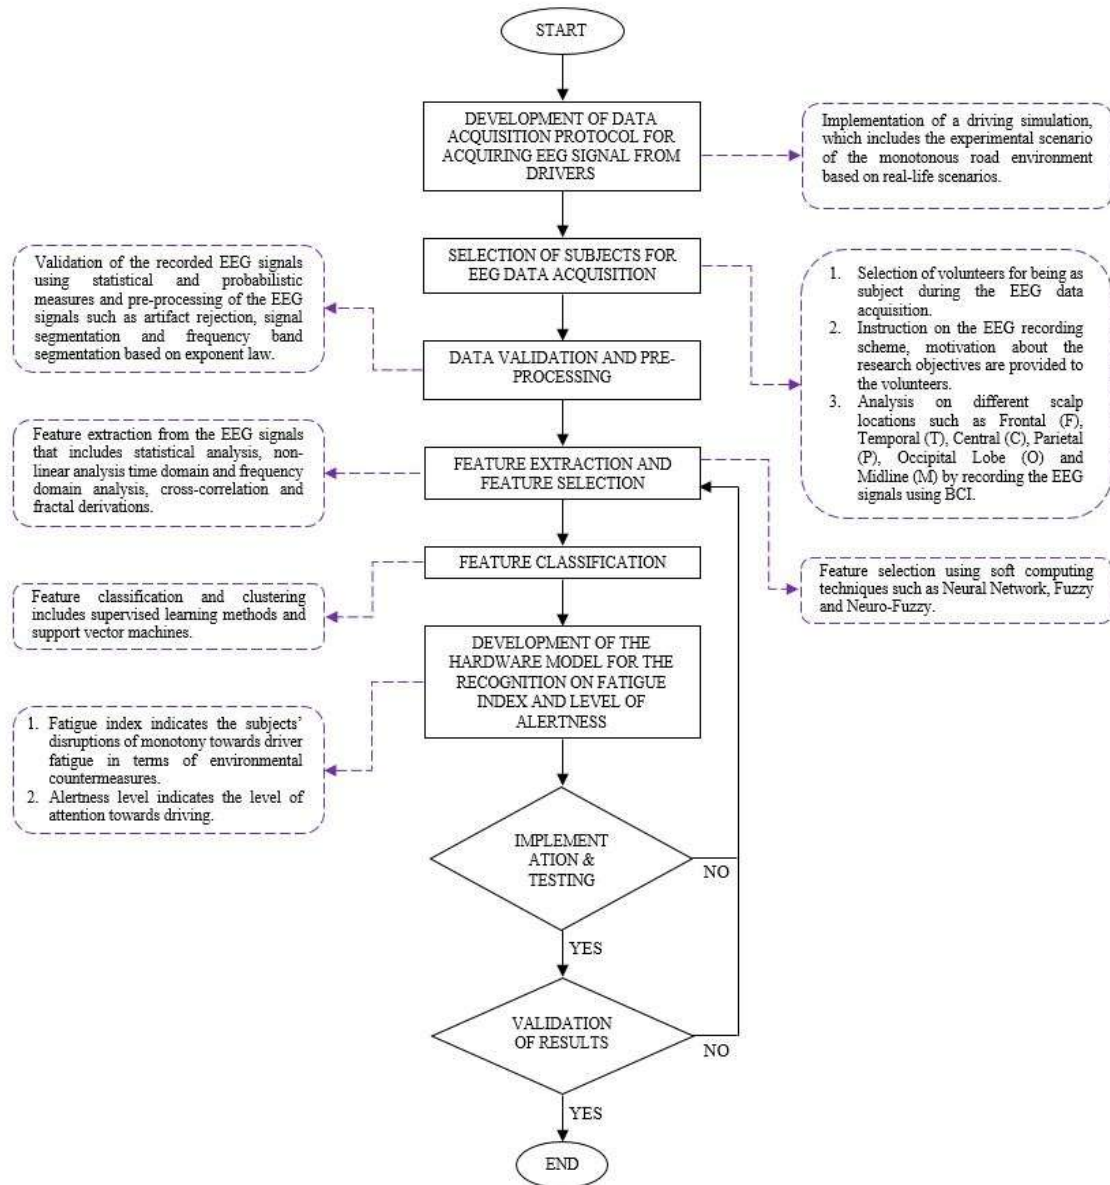 START
DEVELOPMENT OF DATA
ACQUISITION PROTOCOL FOR
ACQUIRING EEG SIGNAL FROM
DRIVERS
Implementation of a driving simulation,
which includes the experimental scenario
of the monotonous road environment
based on real-life scenarios.
SELECTION OF SUBJECTS FOR
EEG DATA ACQUISITION
1. Selection of volunteers for being as
subject during the EEG data
acquisition.
2. Instruction on the EEG recording
scheme, motivation about the
research objectives are provided to
the volunteers.
3. Analysis on different scalp
locations such as Frontal (F),
Temporal (T), Central (C), Parietal
(P), Occipital Lobe (O) and
Midline (M) by recording the EEG
signals using BCI.
Validation of the recorded EEG signals
using statistical and probabilistic
measures and pre-processing of the EEG
signals such as artifact rejection, signal
segmentation and frequency band
segmentation based on exponent law.
DATA VALIDATION AND PRE-
PROCESSING
Feature extraction from the EEG signals
that includes statistical analysis, non-
linear analysis time domain and frequency
domain analysis, cross-correlation and
fractal derivations.
FEATURE EXTRACTION AND
FEATURE SELECTION
Feature selection using soft computing
techniques such as Neural Network, Fuzzy
and Neuro-Fuzzy.
FEATURE CLASSIFICATION
Feature classification and clustering
includes supervised learning methods and
support vector machines.
DEVELOPMENT OF THE
HARDWARE MODEL FOR THE
RECOGNITION ON FATIGUE
INDEX AND LEVEL OF
ALERTNESS
1. Fatigue index indicates the subjects’
disruptions of monotony towards driver
fatigue in terms of environmental
countermeasures.
2. Alertness level indicates the level of
attention towards driving.
IMPLEMENT
ATION &
TESTING
NO
YES
VALIDATION
OF RESULTS
NO
YES
END